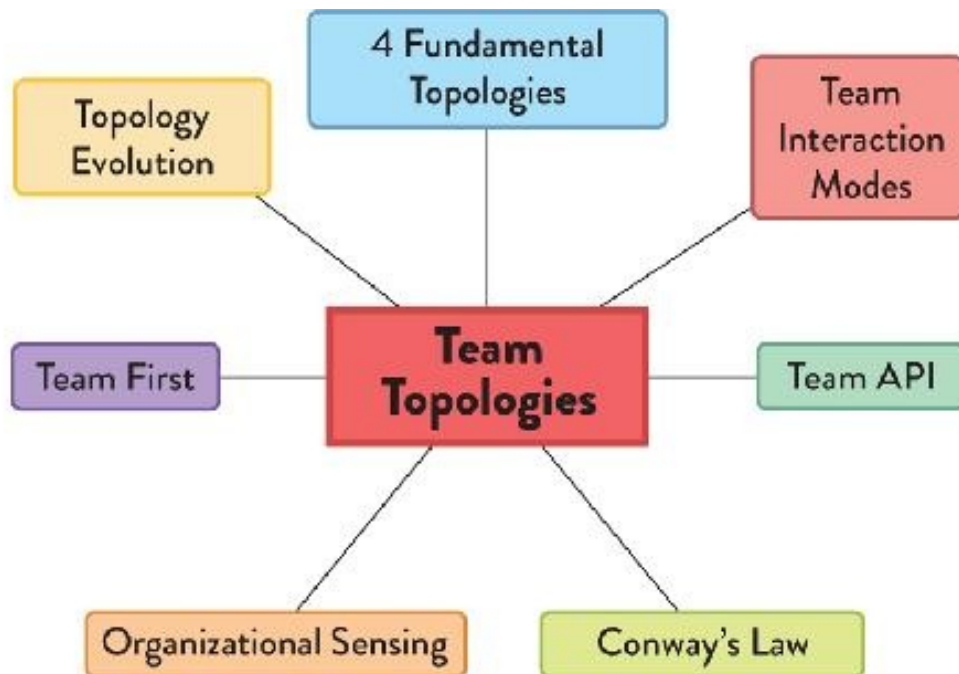 4 Fundamental
Topologies
Topology
Evolution
Team
Interaction
Modes
Team First
Team
Topologies
Team API
Organizational Sensing
Conway's Law